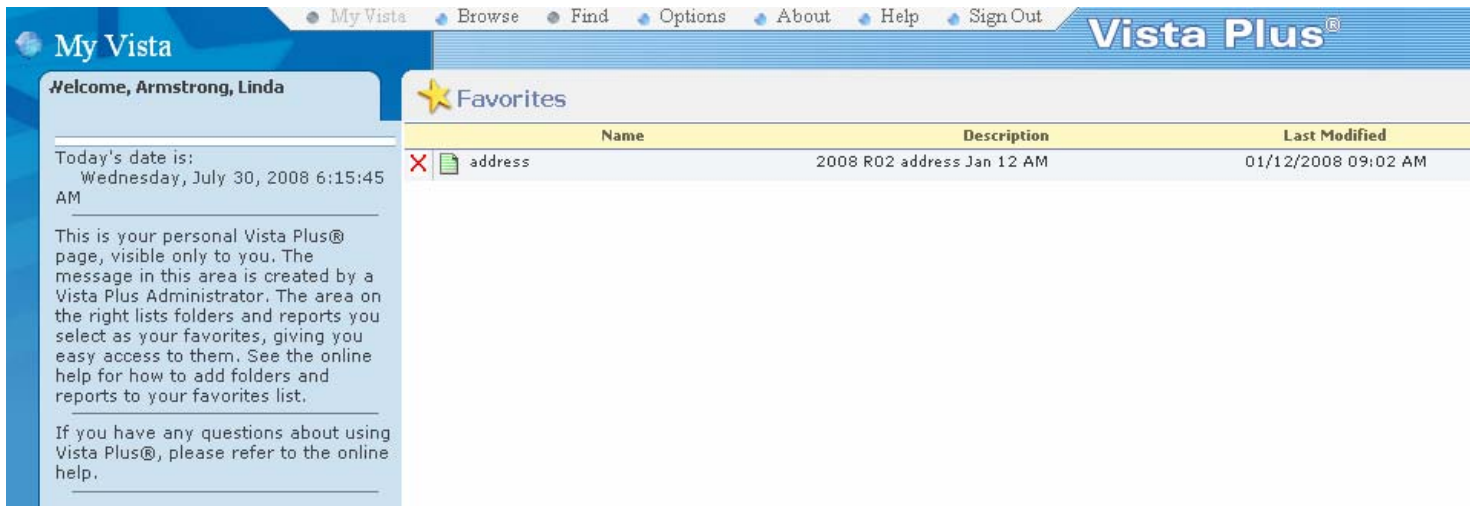 My Vista Browse Find Options About Help Sign Out
Vista Plus®
My Vista
Welcome, Armstrong, Linda
Today's date is:
Wednesday, July 30, 2008 6:15:45
AM
This is your personal Vista Plus®
page, visible only to you. The
message in this area is created by a
Vista Plus Administrator. The area on
the right lists folders and reports you
select as your favorites, giving you
easy access to them. See the online
help for how to add folders and
reports to your favorites list.
If you have any questions about using
Vista Plus®, please refer to the online
help.
Favorites
Name Description Last Modified
address 2008 R02 address Jan 12 AM 01/12/2008 09:02 AM